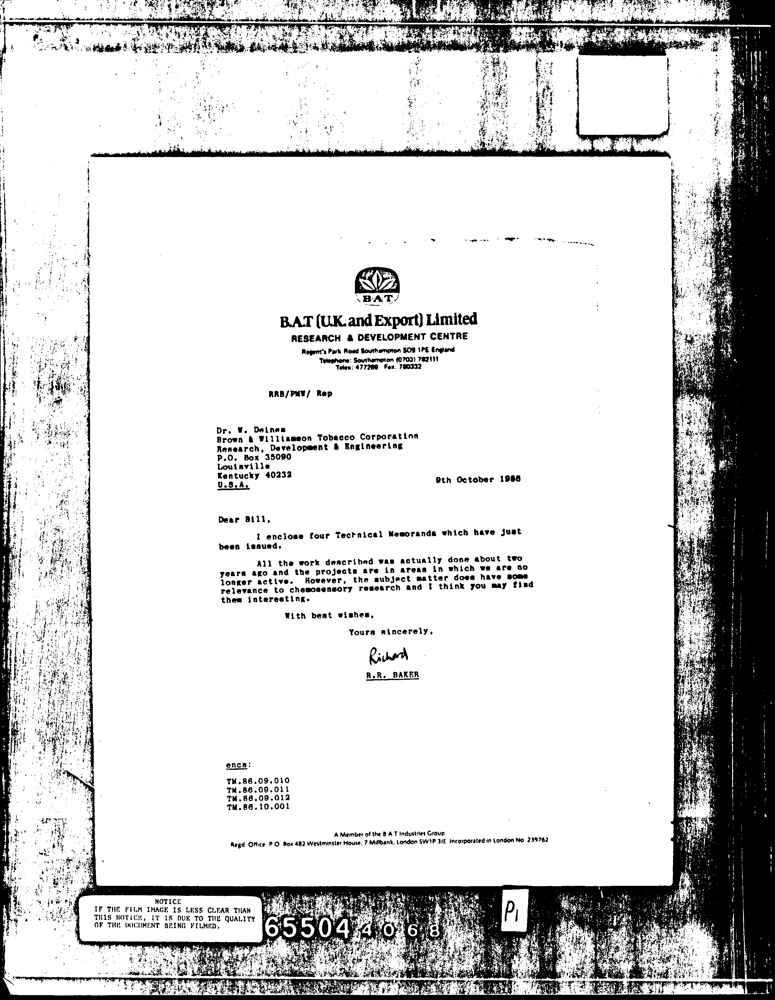 B·A·T
B.A.T (U.K. and Export) Limited
RESEARCH & DEVELOPMENT CENTRE
Regent's Park Road Southampton SO9 1PE England
Telephone: Southampton (0703) 782111
Telex: 477269 Fax: 780332
RRB/PMW/ Rep
Dr. W. Deines
Brown & Williamson Tobacco Corporation
Research, Development & Engineering
P.O. Box 35090
Louisville
Kentucky 40232
U.S.A.
9th October 1986
Dear Bill,
I enclose four Technical Memoranda which have just
been issued.
All the work described was actually done about two
years ago and the projects are in areas in which we are no
longer active. However, the subject matter does have some
relevance to chemosensory research and I think you may find
them interesting.
With best wishes,
Yours sincerely,
Richard
R.R. BAKER
encs:
TM.86.09.010
TM.86.09.011
TM.86.09.012
TM.86.10.001
A Member of the B A T Industries Group
Regd. Office P O Box 482 Westminster House, 7 Millbank, London SW1P 3JE Incorporated in London No 239762
NOTICE
IF THE FILM IMAGE IS LESS CLEAR THAN
THIS NOTICE, IT IS DUE TO THE QUALITY
OF THE DOCUMENT BEING FILMED.
65504 4068
P1